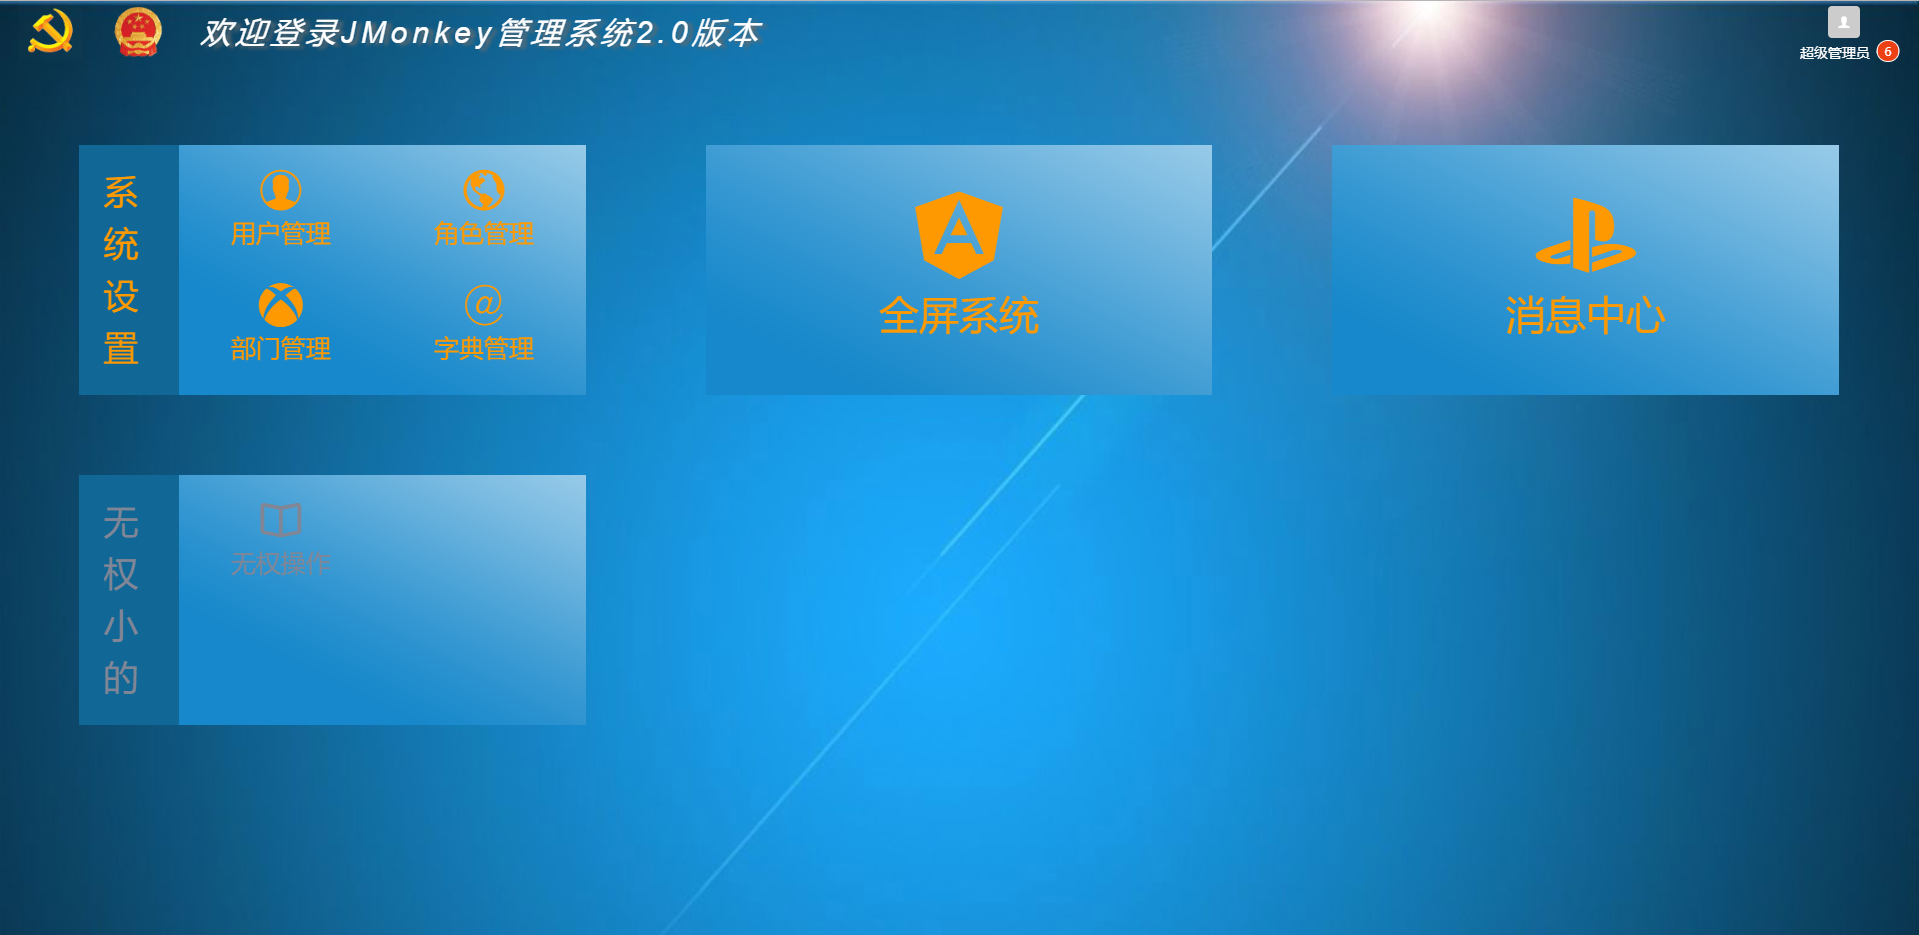 欢迎登录JMonkey管理系统2.0版本
超级管理员 6
系统设置
用户管理 角色管理
部门管理 字典管理
全屏系统
消息中心
无权小的
无权操作